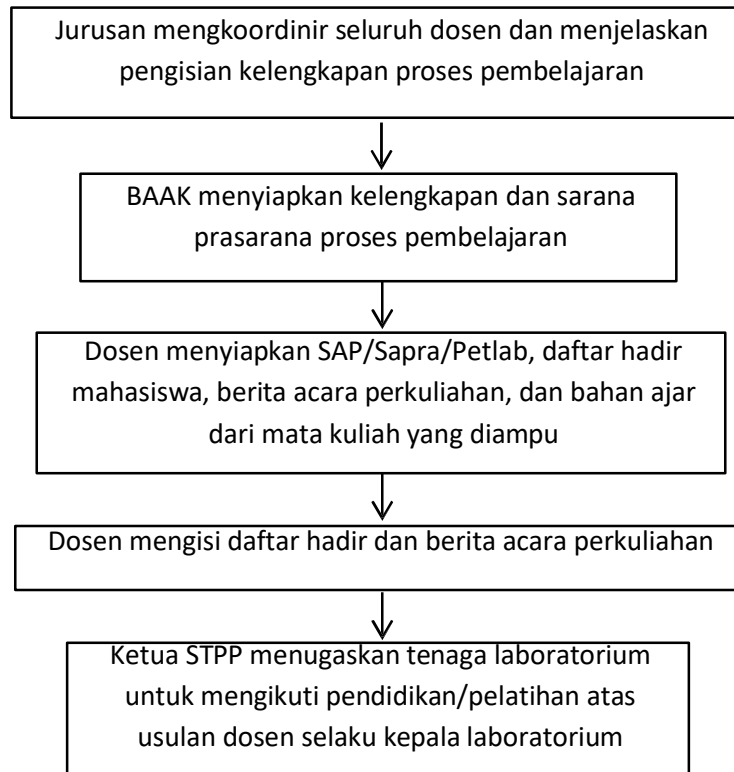 Jurusan mengkoordinir seluruh dosen dan menjelaskan
pengisian kelengkapan proses pembelajaran
BAAK menyiapkan kelengkapan dan sarana
prasarana proses pembelajaran
Dosen menyiapkan SAP/Sapra/Petlab, daftar hadir
mahasiswa, berita acara perkuliahan, dan bahan ajar
dari mata kuliah yang diampu
Dosen mengisi daftar hadir dan berita acara perkuliahan
Ketua STPP menugaskan tenaga laboratorium
untuk mengikuti pendidikan/pelatihan atas
usulan dosen selaku kepala laboratorium